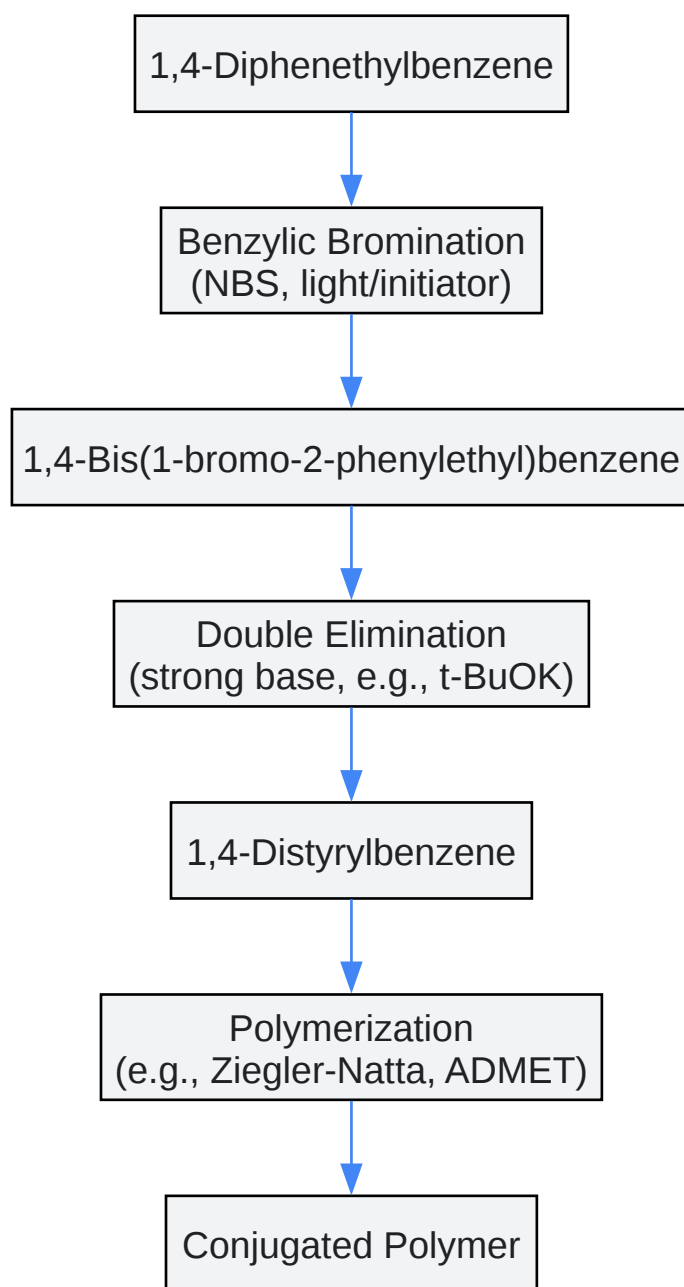 1,4-Diphenethylbenzene
Benzylic Bromination
(NBS, light/initiator)
1,4-Bis(1-bromo-2-phenylethyl)benzene
Double Elimination
(strong base, e.g., t-BuOK)
1,4-Distyrylbenzene
Polymerization
(e.g., Ziegler-Natta, ADMET)
Conjugated Polymer